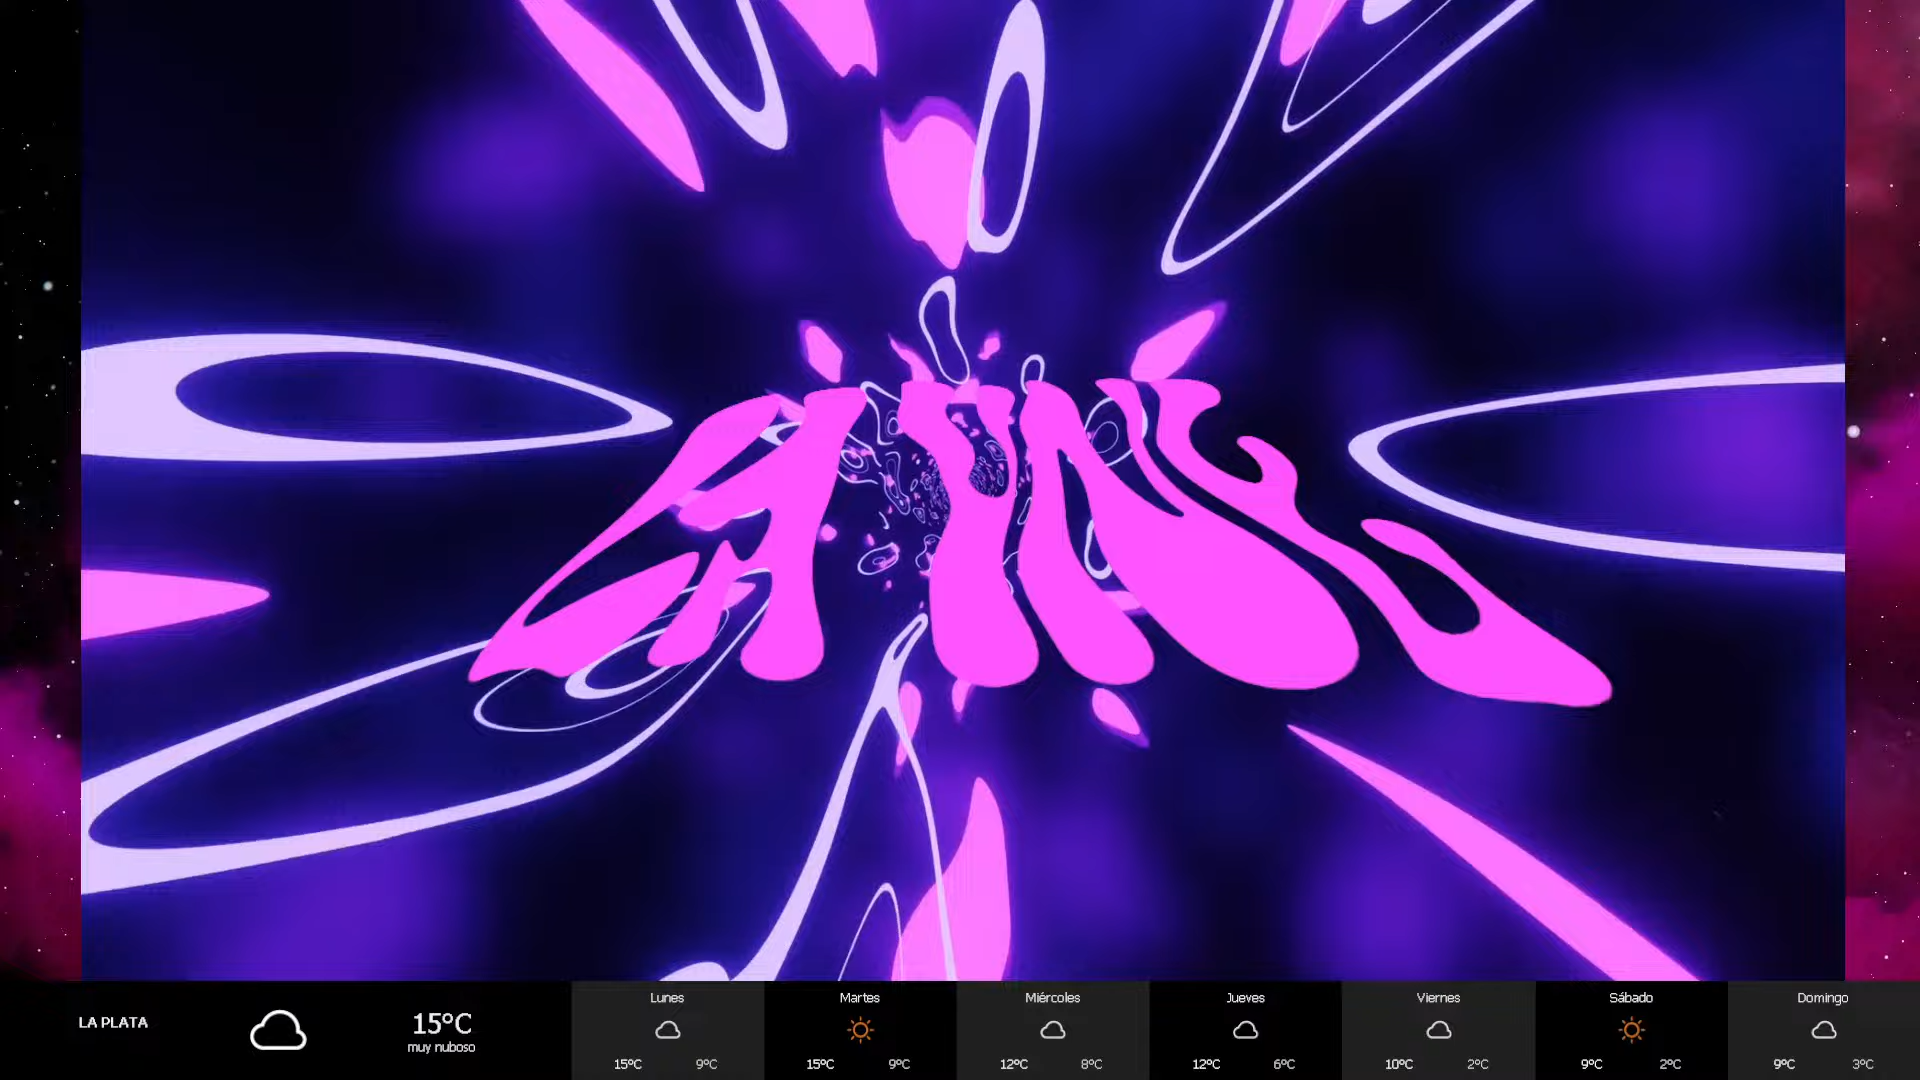 LA PLATA
15°C
muy nuboso
Lunes
15°C 9°C
Martes
15°C 9°C
Miércoles
12°C 8°C
Jueves
12°C 6°C
Viernes
10°C 2°C
Sábado
9°C 2°C
Domingo
9°C 3°C